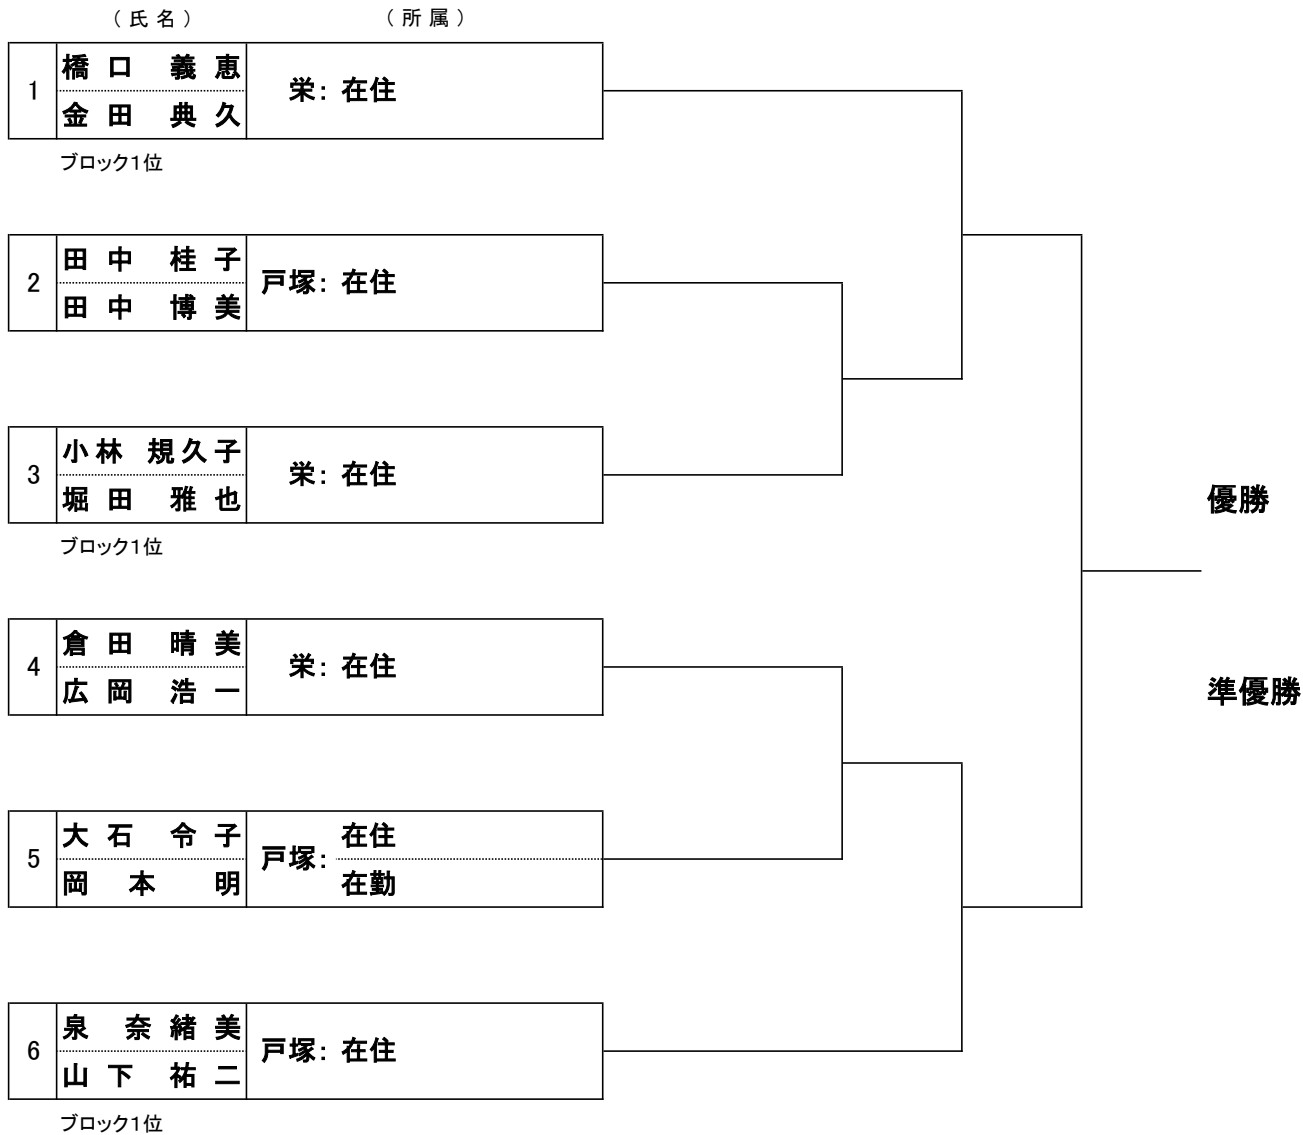 （ 氏 名 ） （ 所 属 ）
1 橋 口 義 恵 栄： 在住
金 田 典 久
ブロック1位
2 田 中 桂 子 戸塚： 在住
田 中 博 美
3 小 林 規 久 子 栄： 在住
堀 田 雅 也
ブロック1位
優勝
4 倉 田 晴 美 栄： 在住
広 岡 浩 一
準優勝
5 大 石 令 子 戸塚： 在住
岡 本 明 在勤
6 泉 奈 緒 美 戸塚： 在住
山 下 祐 二
ブロック1位